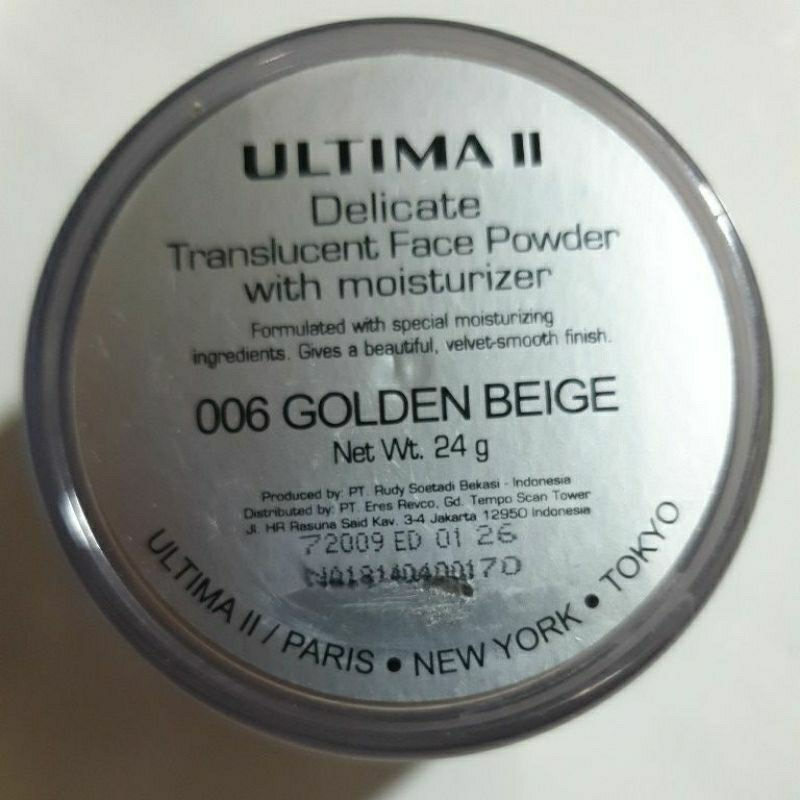 ULTIMA II
Delicate
Translucent Face Powder
with moisturizer
Formulated with special moisturizing
ingredients. Gives a beautiful, velvet-smooth finish.
006 GOLDEN BEIGE
Net Wt. 24 g
Produced by: PT. Rudy Soetadi Bekasi - Indonesia
Distributed by: PT. Eres Revco, Gd. Tempo Scan Tower
Jl. HR Rasuna Said Kav. 3-4 Jakarta 12950 Indonesia
72009 ED 01 26
NA18140400170
ULTIMA II / PARIS • NEW YORK • TOKYO